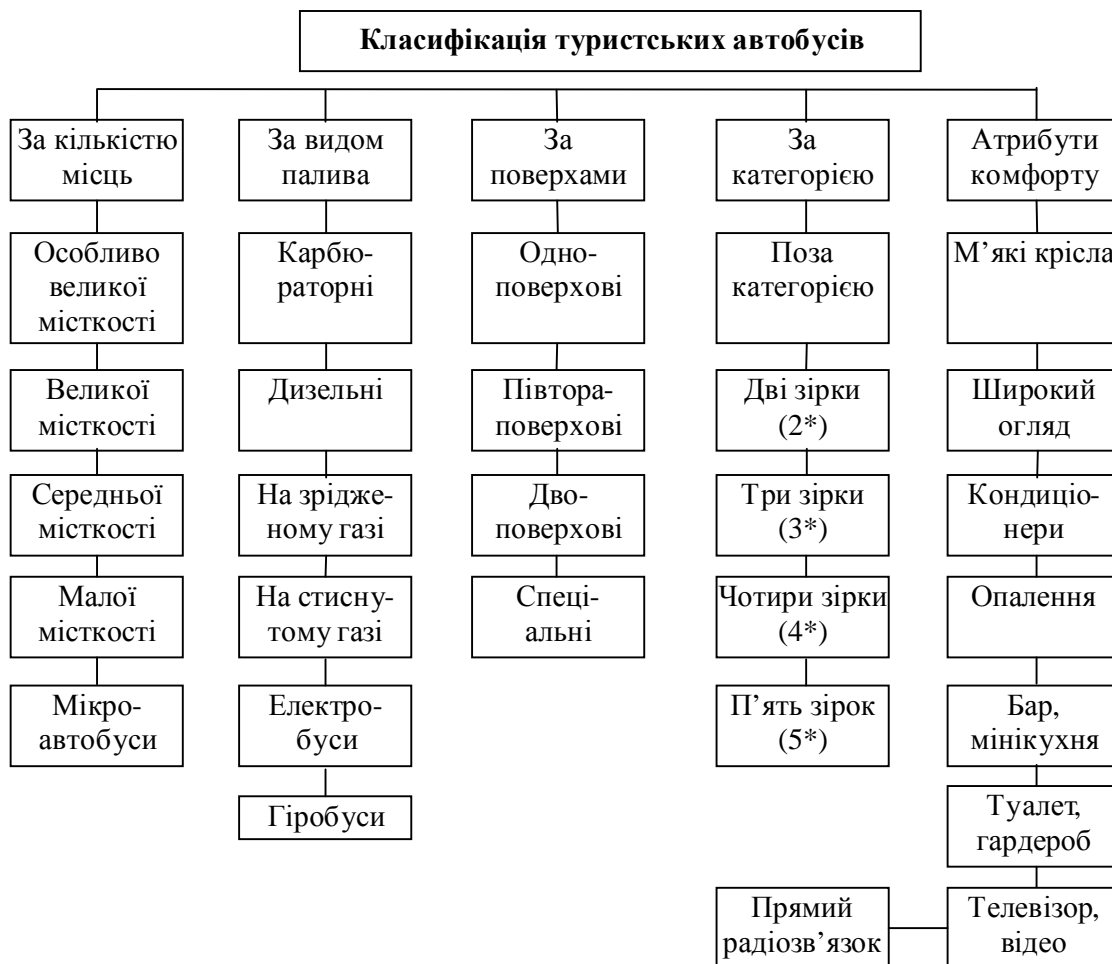 Класифікація туристських автобусів
За кількістю
місць
Особливо
великої
місткості
Великої
місткості
Середньої
місткості
Малої
місткості
Мікро-
автобуси
За видом
палива
Карбю-
раторні
Дизельні
На зрідже-
ному газі
На стисну-
тому газі
Електро-
буси
Гіробуси
За
поверхами
Одно-
поверхові
Півтора-
поверхові
Дво-
поверхові
Спеці-
альні
За
категорією
Поза
категорією
Дві зірки
(2*)
Три зірки
(3*)
Чотири зірки
(4*)
П’ять зірок
(5*)
Атрибути
комфорту
М’які крісла
Широкий
огляд
Кондиціо-
нери
Опалення
Бар,
мінікухня
Туалет,
гардероб
Телевізор,
відео
Прямий
радіозв’язок